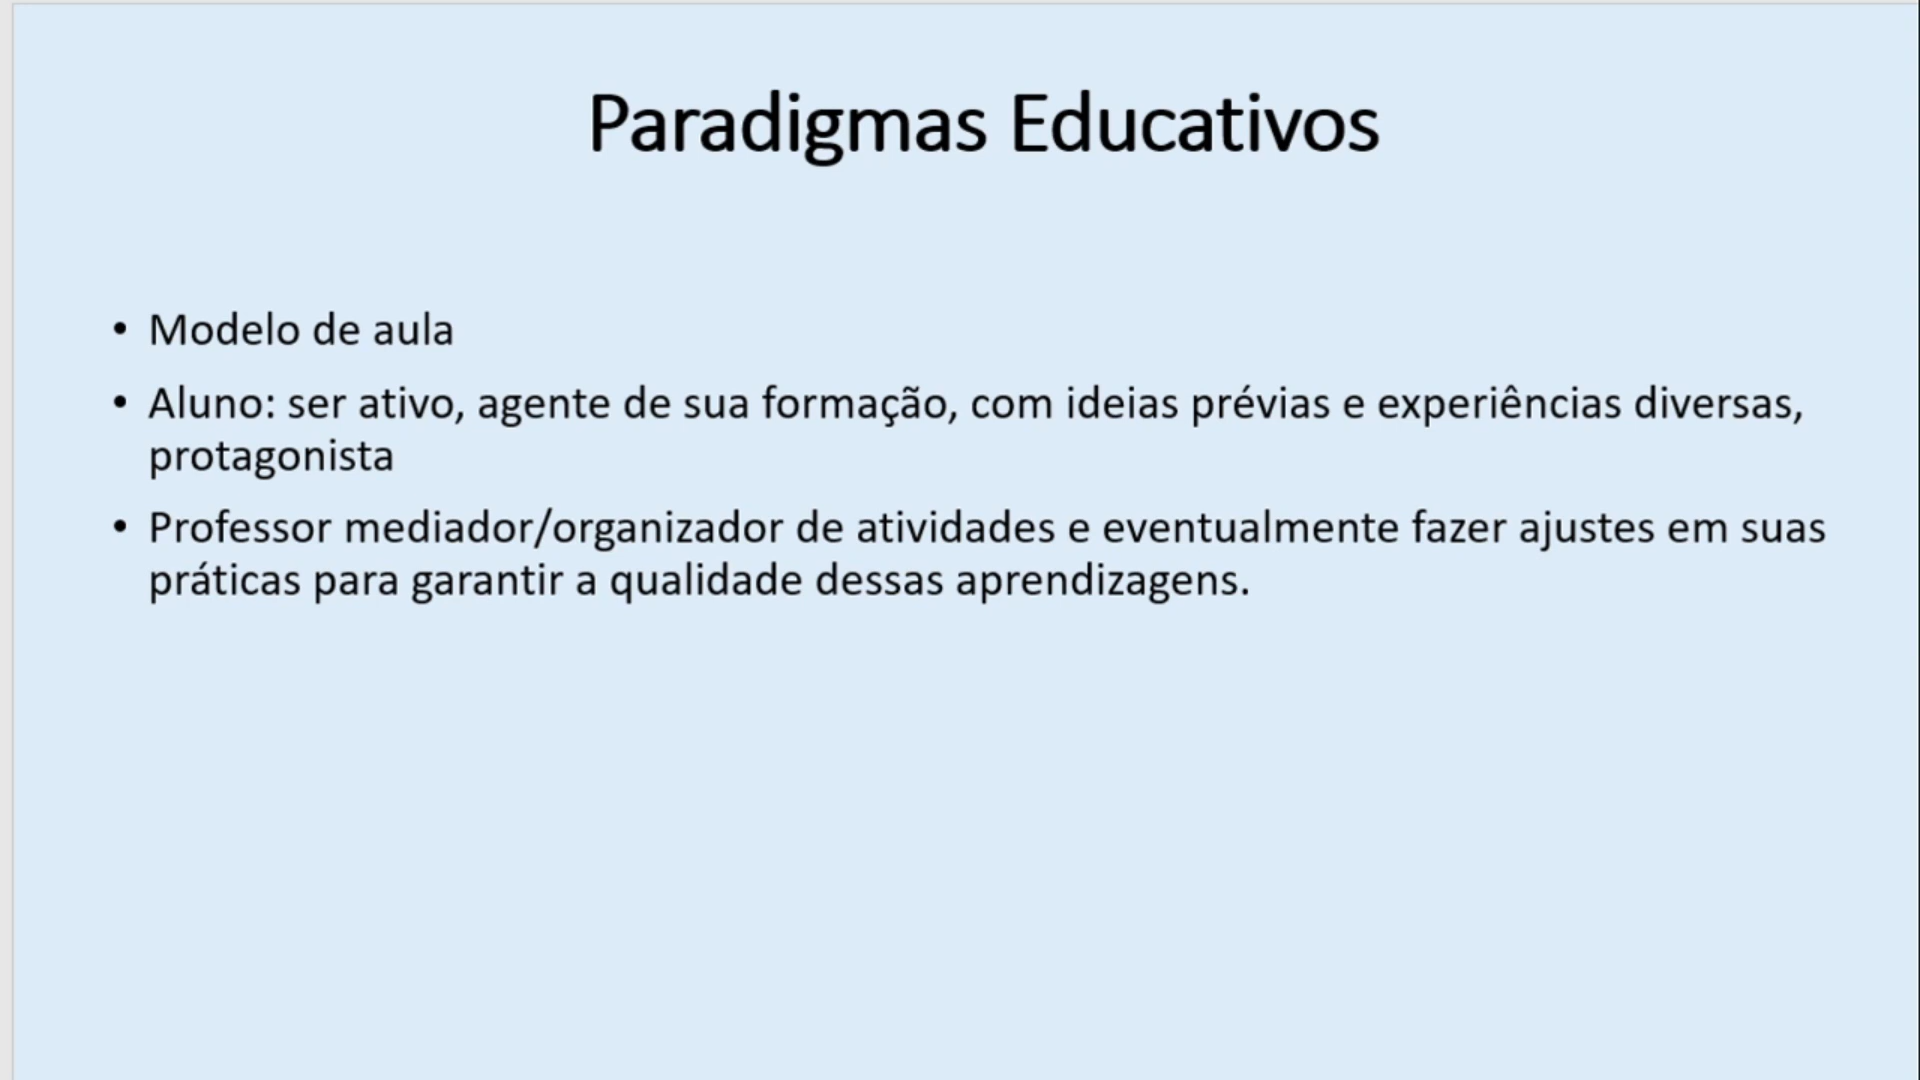 Paradigmas Educativos
• Modelo de aula
• Aluno: ser ativo, agente de sua formação, com ideias prévias e experiências diversas,
protagonista
• Professor mediador/organizador de atividades e eventualmente fazer ajustes em suas
práticas para garantir a qualidade dessas aprendizagens.